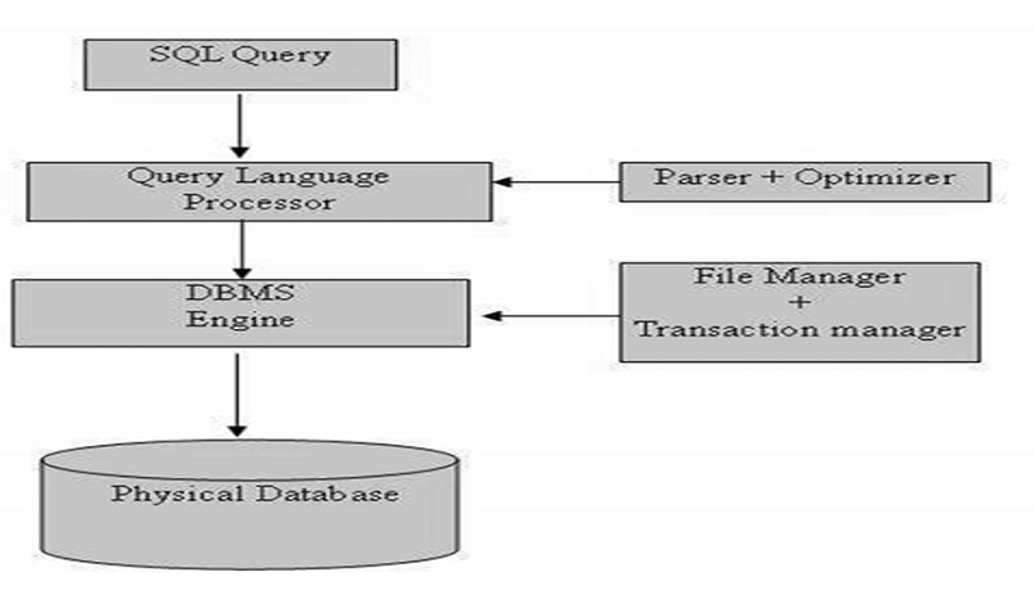 SQL Query
Query Language
Processor
Parser + Optimizer
DBMS
Engine
File Manager
+
Transaction manager
Physical Database